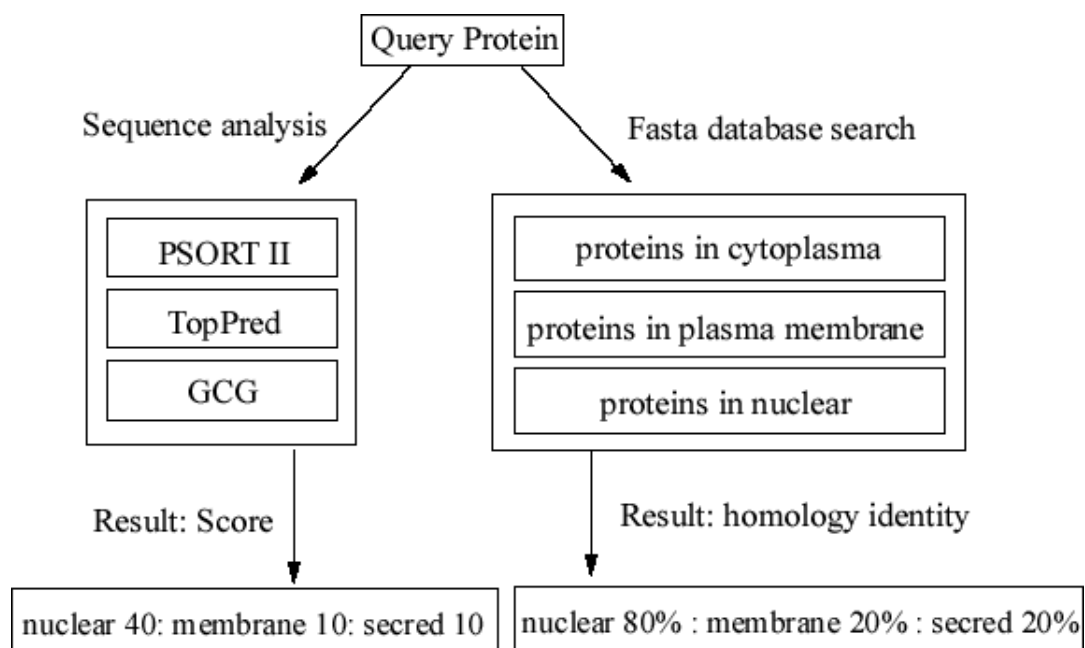 Query Protein
Sequence analysis
Fasta database search
PSORT II
TopPred
GCG
proteins in cytoplasma
proteins in plasma membrane
proteins in nuclear
Result: Score
Result: homology identity
nuclear 40: membrane 10: secred 10
nuclear 80% : membrane 20% : secred 20%